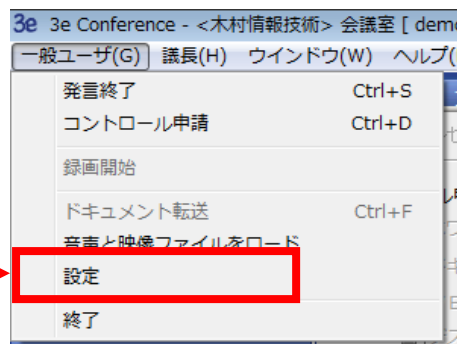 3e 3e Conference - <木村情報技術> 会議室 [ dem
一般ユーザ(G) 議長(H) ウインドウ(W) ヘルプ(
発言終了 Ctrl+S
コントロール申請 Ctrl+D
録画開始
ドキュメント転送 Ctrl+F
音声と映像ファイルをロード
設定
終了